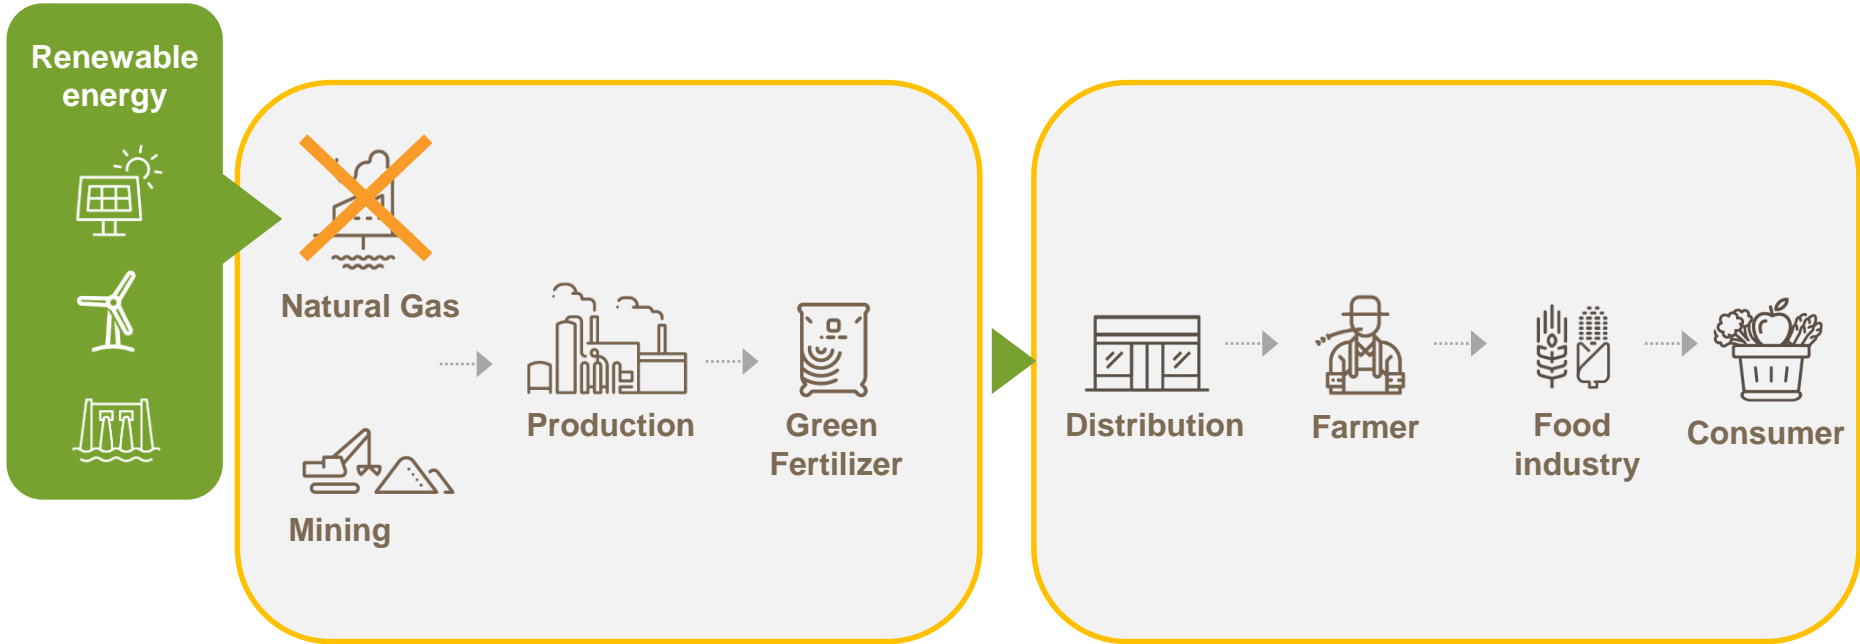 Renewable
energy
Natural Gas
Mining
Production
Green
Fertilizer
Distribution
Farmer
Food
industry
Consumer